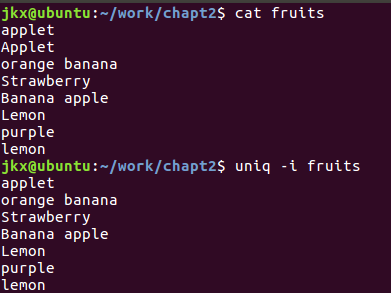 jkx@ubuntu:~/work/chapt2$ cat fruits
applet
Applet
orange banana
Strawberry
Banana apple
Lemon
purple
lemon
jkx@ubuntu:~/work/chapt2$ uniq -i fruits
applet
orange banana
Strawberry
Banana apple
Lemon
purple
lemon